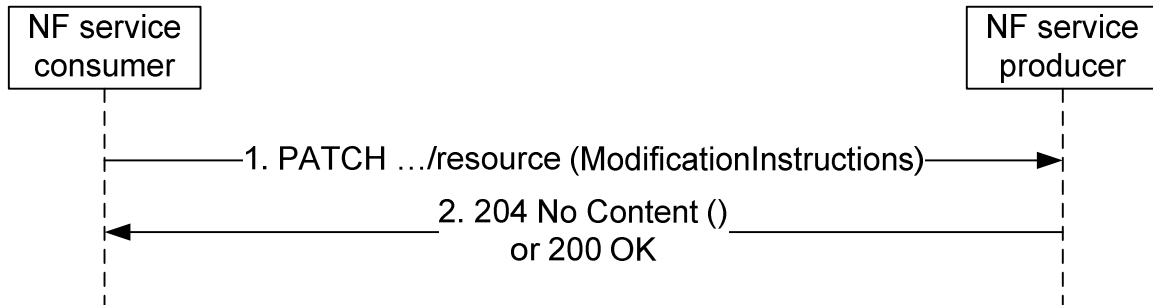 NF service
consumer
NF service
producer
1. PATCH …/resource (ModificationInstructions)
2. 204 No Content ()
or 200 OK